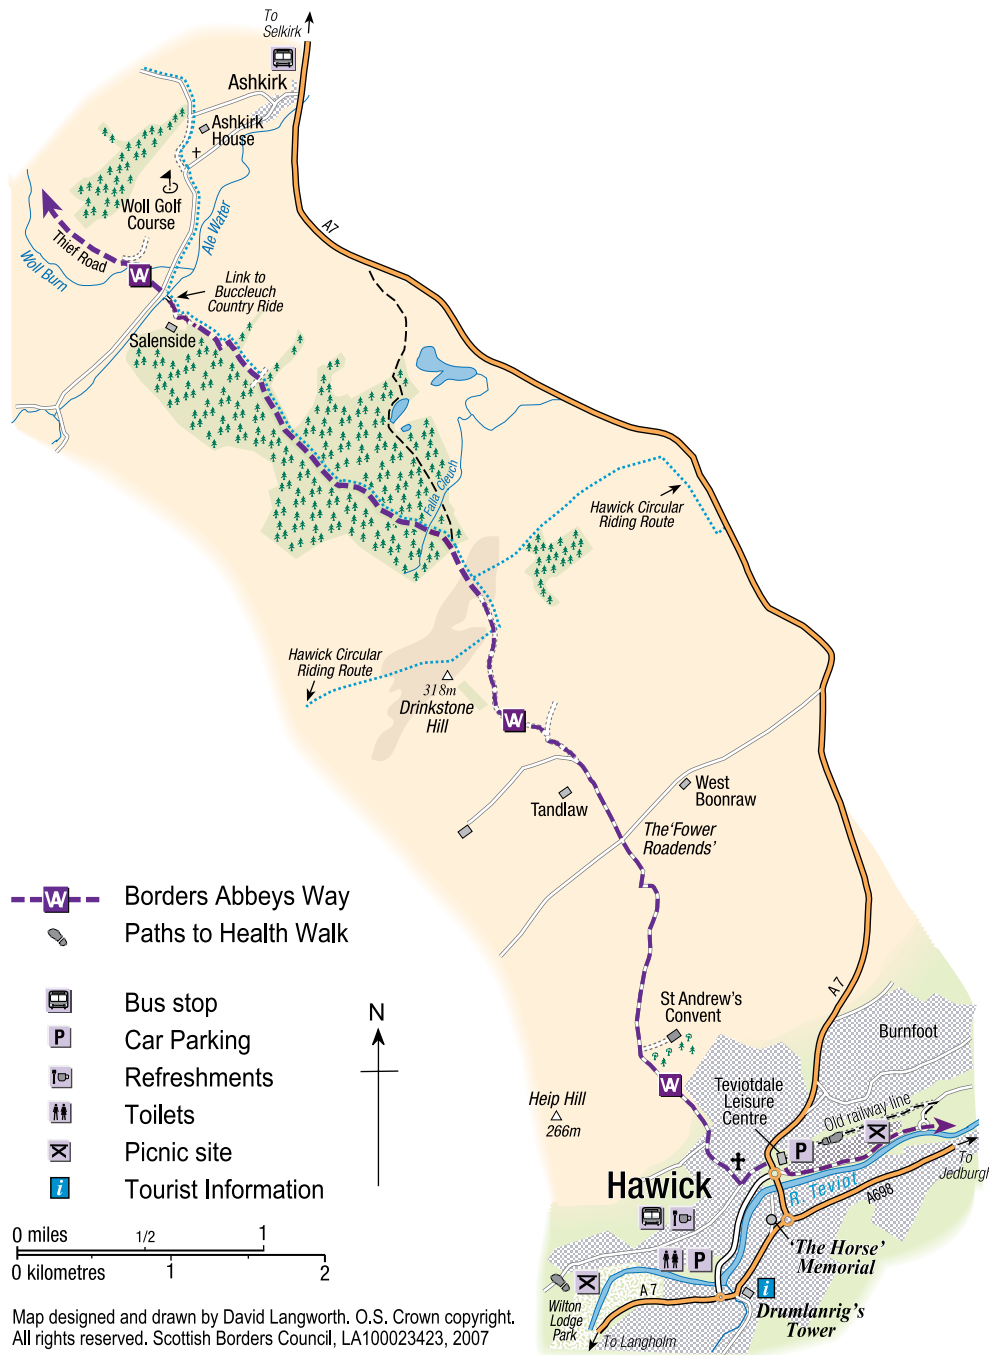 To
Selkirk
Ashkirk
Ashkirk
House
Woll Golf
Course
Thief Road
Woll Burn
Ale Water
A7
Link to
Buccleuch
Country Ride
Salenside
Falla Cleuch
Hawick Circular
Riding Route
Hawick Circular
Riding Route
318m
Drinkstone
Hill
West
Boonraw
Tandlaw
The 'Fower
Roadends'
Borders Abbeys Way
Paths to Health Walk
Bus stop
P
Car Parking
Refreshments
Toilets
Picnic site
i
Tourist Information
N
0 miles 1/2 1
0 kilometres 1 2
Map designed and drawn by David Langworth. O.S. Crown copyright.
All rights reserved. Scottish Borders Council, LA100023423, 2007
A7
St Andrew's
Convent
Burnfoot
Heip Hill
266m
Teviotdale
Leisure
Centre
Old railway line
P
To
Jedburgh
Hawick
R. Teviot
A698
'The Horse'
Memorial
P
A7
i
Wilton
Lodge
Park
To Langholm
Drumlanrig's
Tower